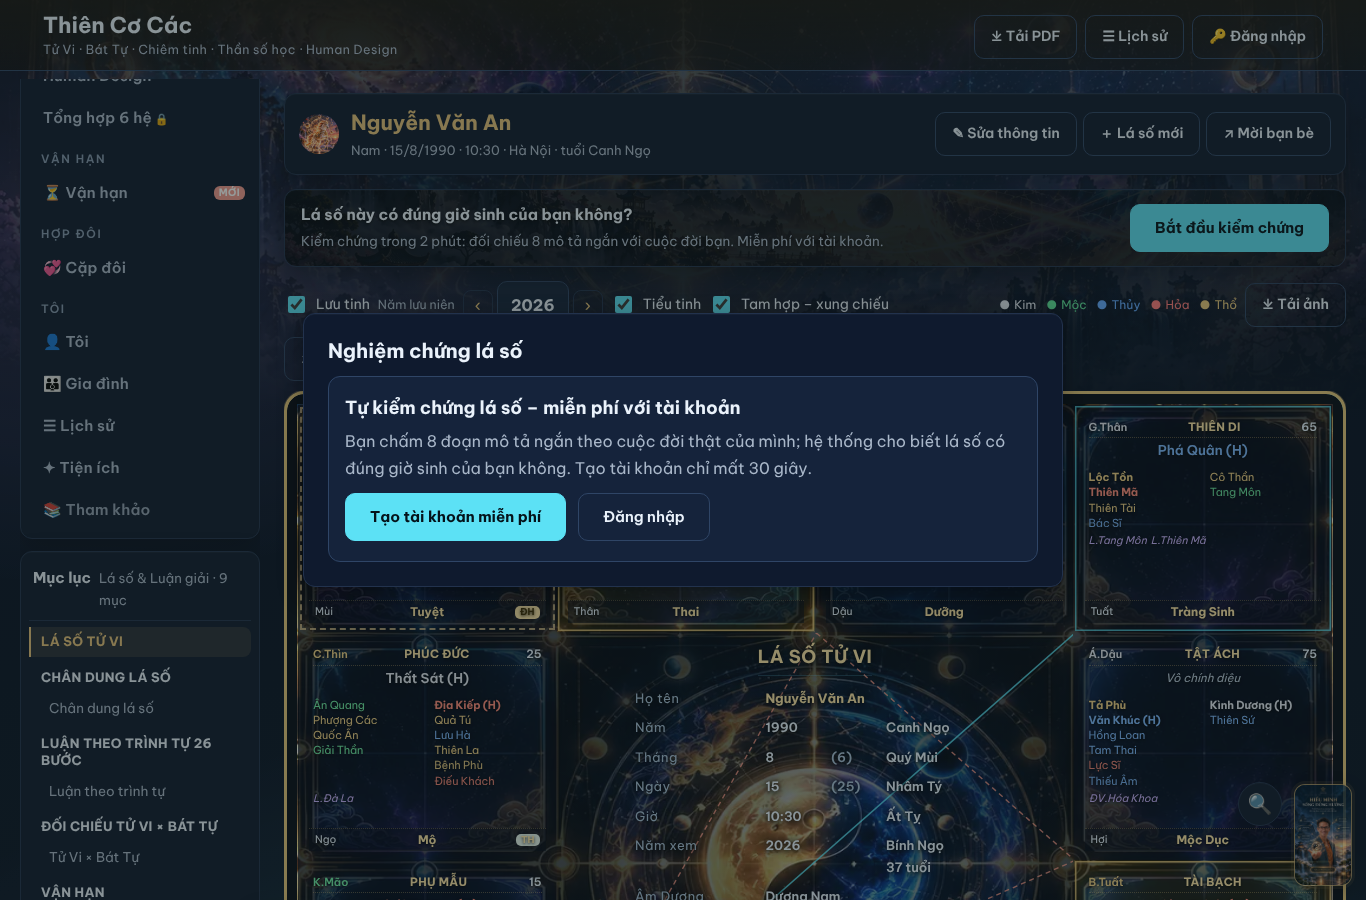 Thiên Cơ Các
Tử Vi · Bát Tự · Chiêm tinh · Thần số học · Human Design
Tải PDF
Lịch sử
Đăng nhập
Human Design
Tổng hợp 6 hệ
VẬN HẠN
Vận hạn MỚI
HỢP ĐÔI
Cặp đôi
TÔI
Tôi
Gia đình
Lịch sử
Tiện ích
Tham khảo
Mục lục Lá số & Luận giải · 9 mục
LÁ SỐ TỬ VI
CHÂN DUNG LÁ SỐ
Chân dung lá số
LUẬN THEO TRÌNH TỰ 26 BƯỚC
Luận theo trình tự
ĐỐI CHIẾU TỬ VI × BÁT TỰ
Tử Vi × Bát Tự
VẬN HẠN
Nguyễn Văn An
Nam · 15/8/1990 · 10:30 · Hà Nội · tuổi Canh Ngọ
Sửa thông tin
+ Lá số mới
Mời bạn bè
Lá số này có đúng giờ sinh của bạn không?
Kiểm chứng trong 2 phút: đối chiếu 8 mô tả ngắn với cuộc đời bạn. Miễn phí với tài khoản.
Bắt đầu kiểm chứng
Lưu tinh Năm lưu niên ‹ 2026 › Tiểu tinh Tam hợp – xung chiếu
Kim Mộc Thủy Hỏa Thổ
Tải ảnh
Nghiệm chứng lá số
Tự kiểm chứng lá số – miễn phí với tài khoản
Bạn chấm 8 đoạn mô tả ngắn theo cuộc đời thật của mình; hệ thống cho biết lá số có
đúng giờ sinh của bạn không. Tạo tài khoản chỉ mất 30 giây.
Tạo tài khoản miễn phí
Đăng nhập
G.Thân THIÊN DI 65
Phá Quân (H)
Lộc Tồn Cô Thần
Thiên Mã Tang Môn
Thiên Tài
Bác Sĩ
L.Tang Môn L.Thiên Mã
Mùi Tuyệt ĐH
Thân Thai
Dậu Dưỡng
Tuất Tràng Sinh
C.Thìn PHÚC ĐỨC 25
Thất Sát (H)
Ân Quang Địa Kiếp (H)
Phượng Các Quả Tú
Quốc Ấn Lưu Hà
Giải Thần Thiên La
Bệnh Phù
Điếu Khách
L.Đà La
Ngọ Mộ
LÁ SỐ TỬ VI
Họ tên Nguyễn Văn An
Năm 1990 Canh Ngọ
Tháng 8 (6) Quý Mùi
Ngày 15 (25) Nhâm Tý
Giờ 10:30 Ất Tỵ
Năm xem 2026 Bính Ngọ
37 tuổi
Âm Dương Dương Nam
Á.Dậu TẬT ÁCH 75
Vô chính diệu
Tả Phù Kình Dương (H)
Văn Khúc (H) Thiên Sứ
Hồng Loan
Tam Thai
Lực Sĩ
Thiếu Âm
ĐV.Hóa Khoa
Hợi Mộc Dục
K.Mão PHỤ MẪU 15
B.Tuất TÀI BẠCH